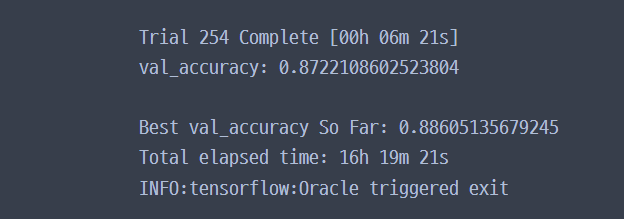 Trial 254 Complete [00h 06m 21s]
val_accuracy: 0.8722108602523804
Best val_accuracy So Far: 0.88605135679245
Total elapsed time: 16h 19m 21s
INFO:tensorflow:Oracle triggered exit